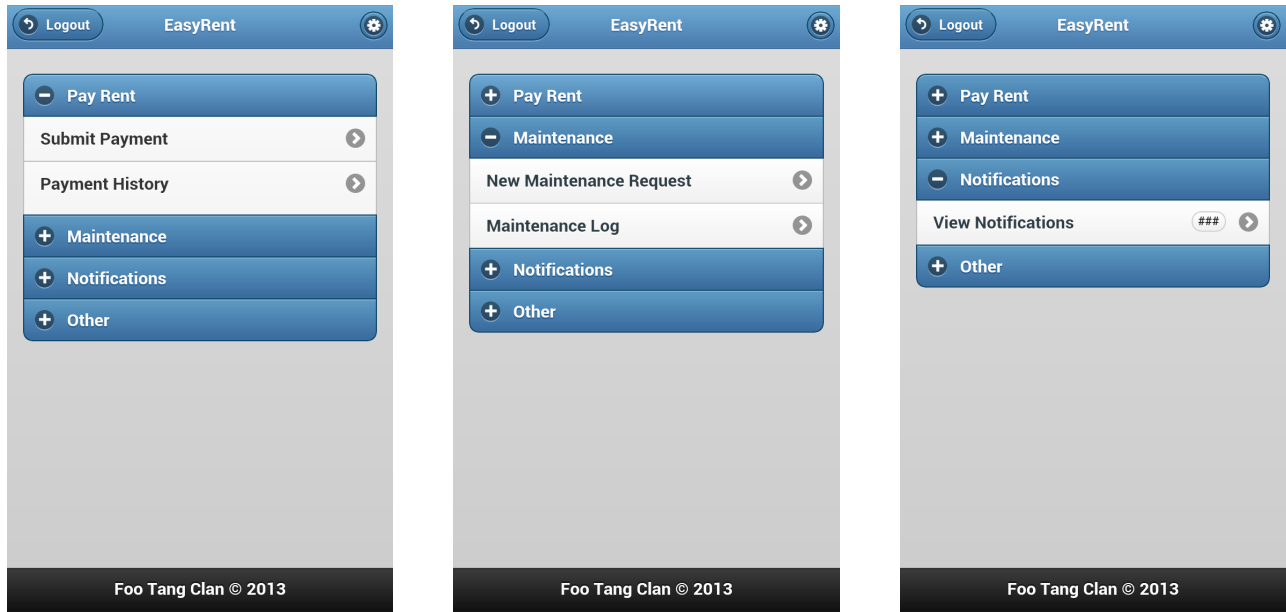 Logout EasyRent
Pay Rent
Submit Payment
Payment History
Maintenance
Notifications
Other
Foo Tang Clan © 2013
Logout EasyRent
Pay Rent
Maintenance
New Maintenance Request
Maintenance Log
Notifications
Other
Foo Tang Clan © 2013
Logout EasyRent
Pay Rent
Maintenance
Notifications
View Notifications ###
Other
Foo Tang Clan © 2013